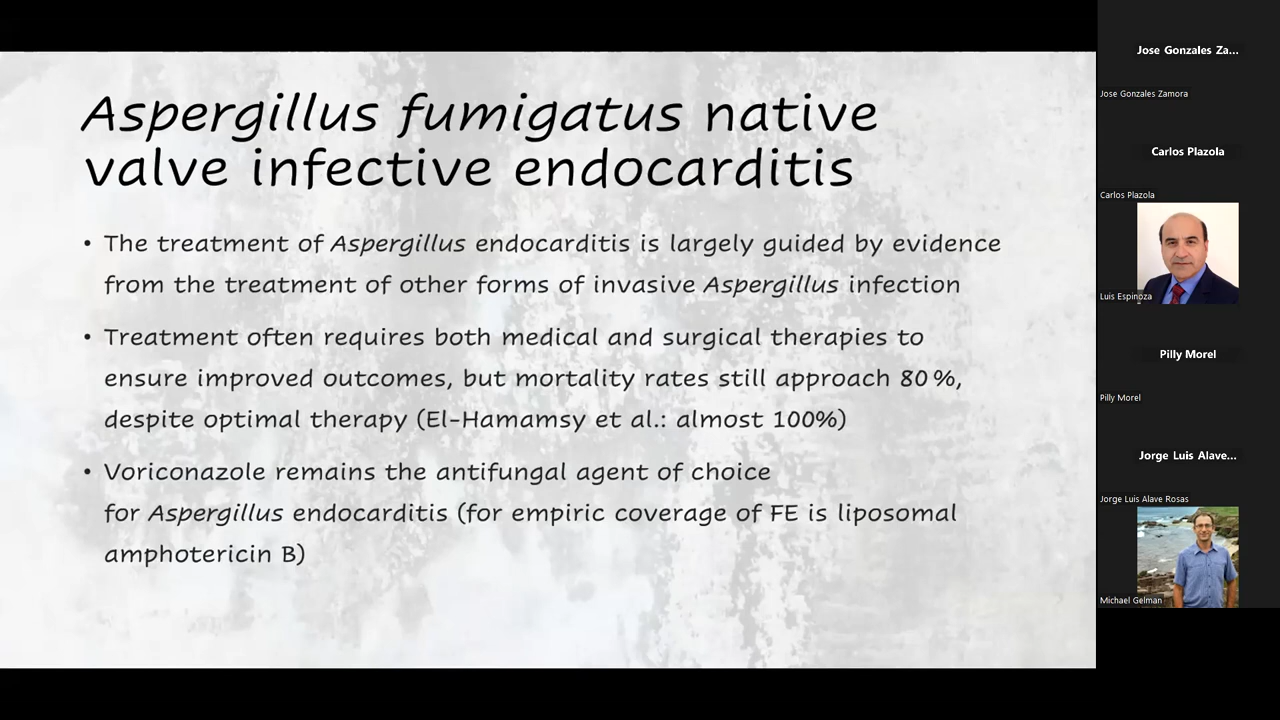 Aspergillus fumigatus native
valve infective endocarditis
• The treatment of Aspergillus endocarditis is largely guided by evidence
from the treatment of other forms of invasive Aspergillus infection
• Treatment often requires both medical and surgical therapies to
ensure improved outcomes, but mortality rates still approach 80 %,
despite optimal therapy (El-Hamamsy et al.: almost 100%)
• Voriconazole remains the antifungal agent of choice
for Aspergillus endocarditis (for empiric coverage of FE is liposomal
amphotericin B)
Jose Gonzales Za...
Jose Gonzales Zamora
Carlos Plazola
Carlos Plazola
Luis Espinoza
Pilly Morel
Pilly Morel
Jorge Luis Alave...
Jorge Luis Alave Rosas
Michael Gelman